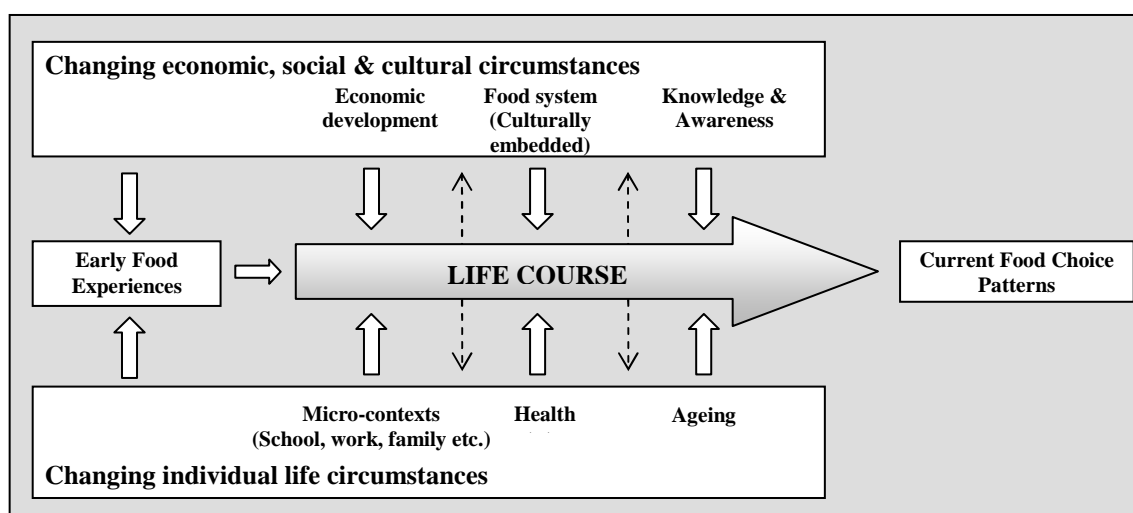 Changing economic, social & cultural circumstances
Economic
development
Food system
(Culturally
embedded)
Knowledge &
Awareness
Early Food
Experiences
LIFE COURSE
Current Food Choice
Patterns
Micro-contexts
(School, work, family etc.)
Health
Ageing
Changing individual life circumstances